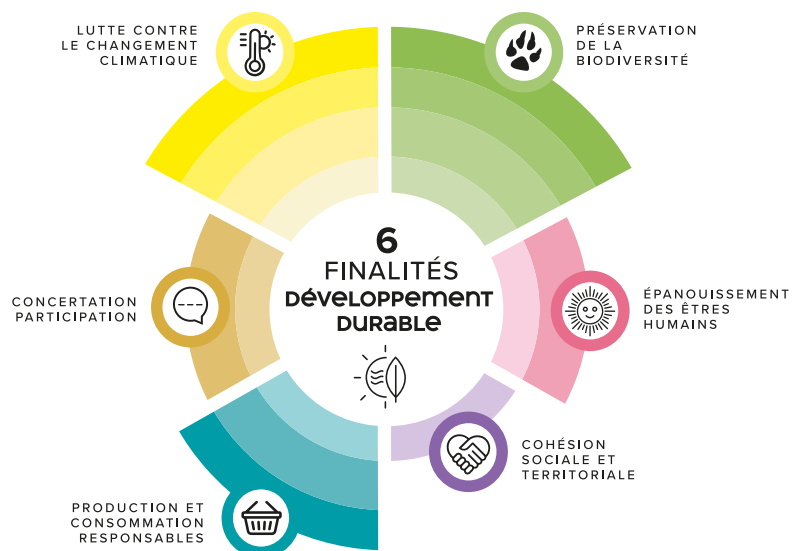 LUTTE CONTRE
LE CHANGEMENT
CLIMATIQUE
PRÉSERVATION
DE LA
BIODIVERSITÉ
6
FINALITÉS
DÉVELOPPEMENT
DURABLE
CONCERTATION
PARTICIPATION
ÉPANOUISSEMENT
DES ÊTRES
HUMAINS
COHÉSION
SOCIALE ET
TERRITORIALE
PRODUCTION ET
CONSOMMATION
RESPONSABLES